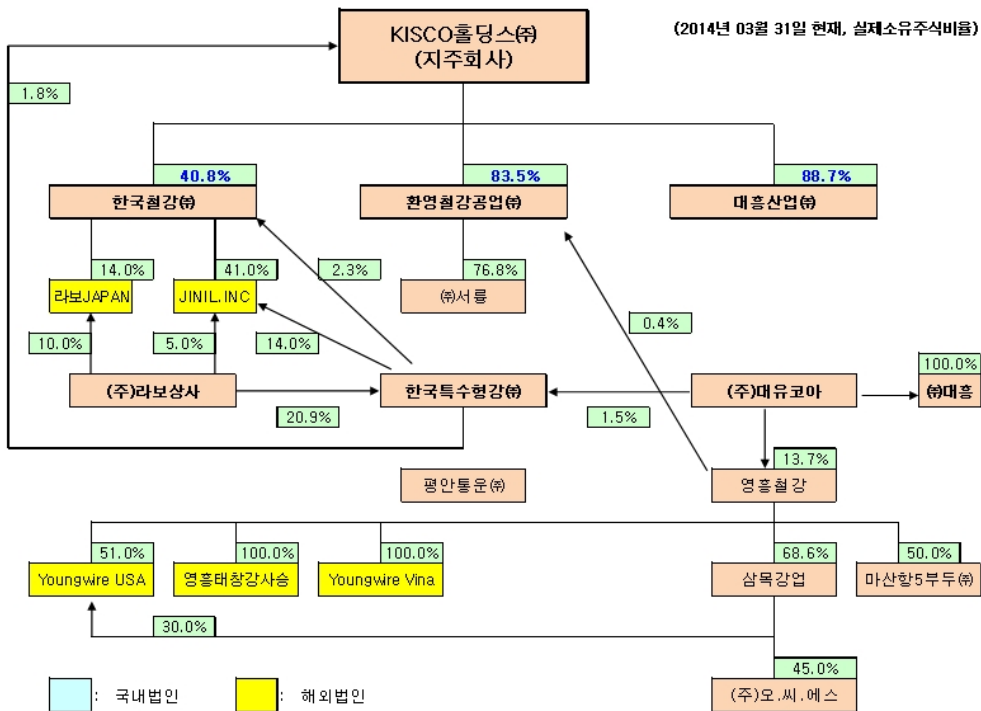 KISCO홀딩스㈜
(지주회사)
(2014년 03월 31일 현재, 실제소유주식비율)
1.8%
40.8%
83.5%
88.7%
한국철강㈜
환영철강공업㈜
대흥산업㈜
14.0%
41.0%
2.3%
76.8%
라보JAPAN
JINIL.INC
㈜서륭
0.4%
10.0%
5.0%
14.0%
100.0%
(주)라보상사
한국특수형강㈜
(주)대유코아
㈜대흥
20.9%
1.5%
13.7%
평안통운㈜
영흥철강
51.0%
100.0%
100.0%
68.6%
50.0%
Youngwire USA
영흥태창강사승
Youngwire Vina
삼목강업
마산항5부두㈜
30.0%
45.0%
(주)오.씨.에스
: 국내법인
: 해외법인